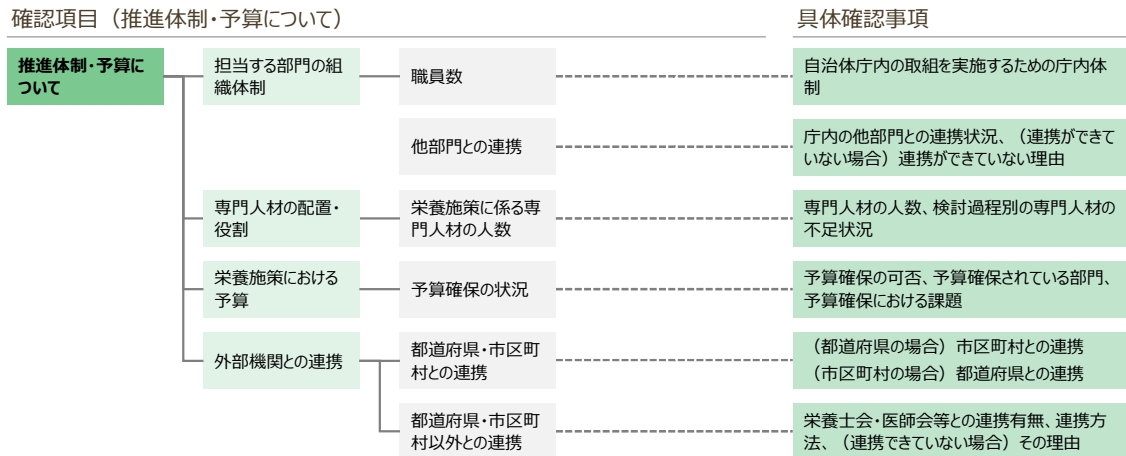 確認項目（推進体制・予算について）
具体確認事項
推進体制・予算に
ついて
担当する部門の組
織体制
職員数
自治体庁内の取組を実施するための庁内体
制
他部門との連携
庁内の他部門との連携状況、（連携ができて
いない場合）連携ができていない理由
専門人材の配置・
役割
栄養施策に係る専
門人材の人数
専門人材の人数、検討過程別の専門人材の
不足状況
栄養施策における
予算
予算確保の状況
予算確保の可否、予算確保されている部門、
予算確保における課題
外部機関との連携
都道府県・市区町
村との連携
（都道府県の場合）市区町村との連携
（市区町村の場合）都道府県との連携
都道府県・市区町
村以外との連携
栄養士会・医師会等との連携有無、連携方
法、（連携できていない場合）その理由